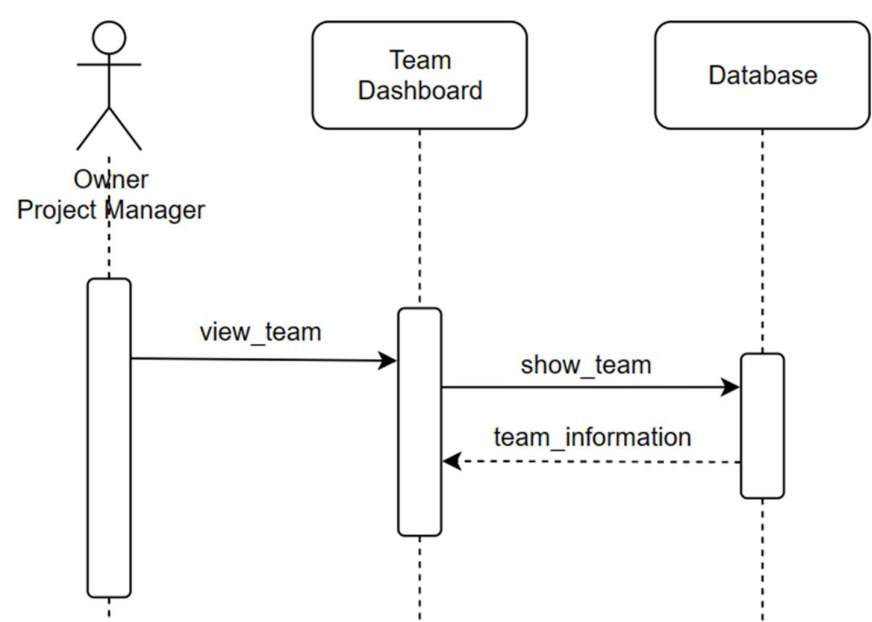 Team
Dashboard
Database
Owner
Project Manager
view_team
show_team
team_information